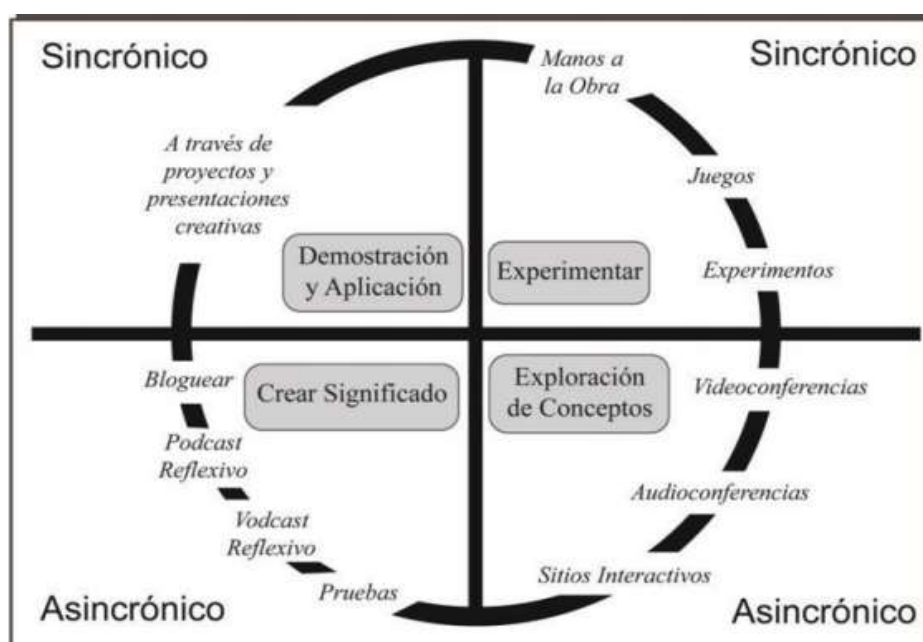 Sincrónico
Sincrónico
Manos a
la Obra
A través de
proyectos y
presentaciones
creativas
Juegos
Demostración
y Aplicación
Experimentar
Experimentos
Bloguear
Crear Significado
Exploración
de Conceptos
Videoconferencias
Podcast
Reflexivo
Audioconferencias
Vodcast
Reflexivo
Pruebas
Sitios Interactivos
Asincrónico
Asincrónico